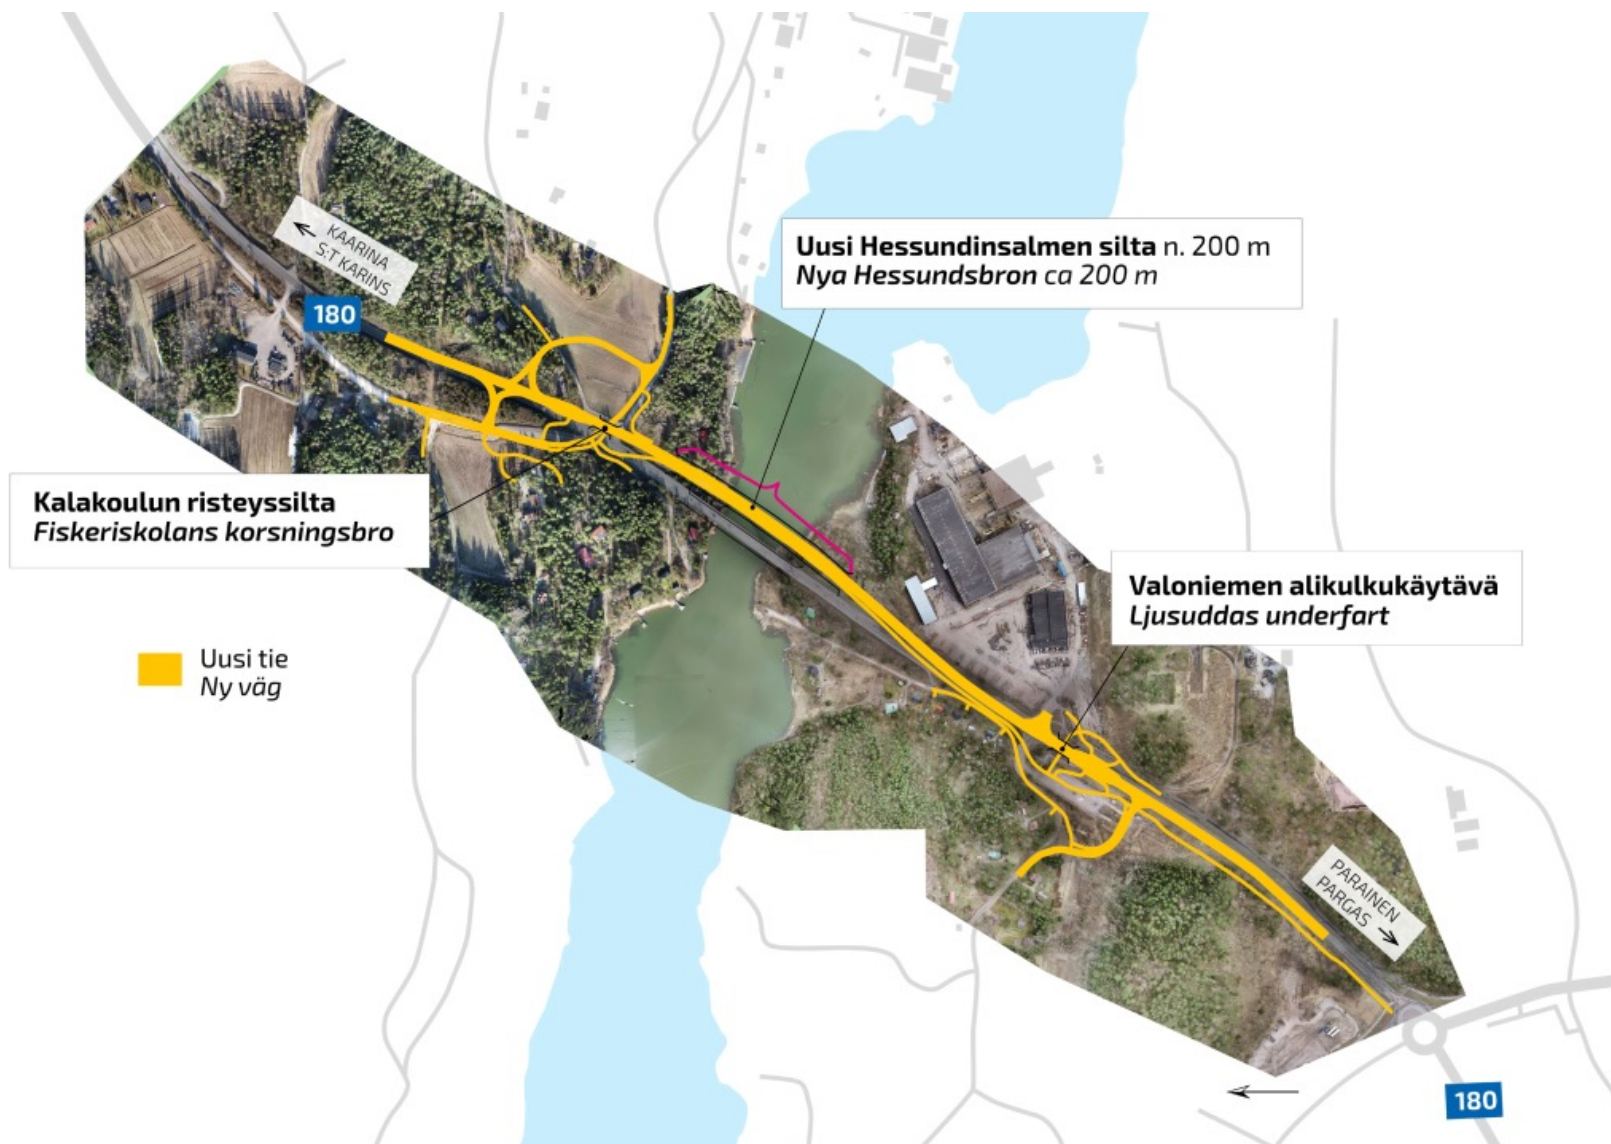 KAARINA
S:T KARINS
180
Uusi Hessundinsalmen silta n. 200 m
Nya Hessundsbron ca 200 m
Kalakoulun risteyssilta
Fiskeriskolans korsningsbro
Valoniemen alikulkukäytävä
Ljusuddas underfart
Uusi tie
Ny väg
PARAINEN
PARGAS
180